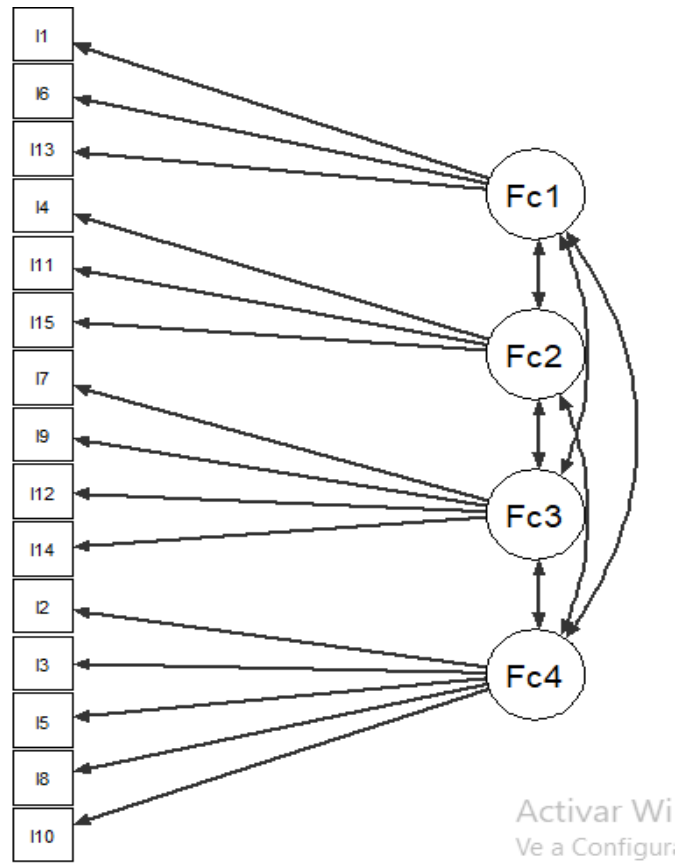 I1
I6
I13
Fc1
I4
I11
I15
Fc2
I7
I9
I12
Fc3
I14
I2
I3
Fc4
I5
I8
I10
Activar Wi
Ve a Configura